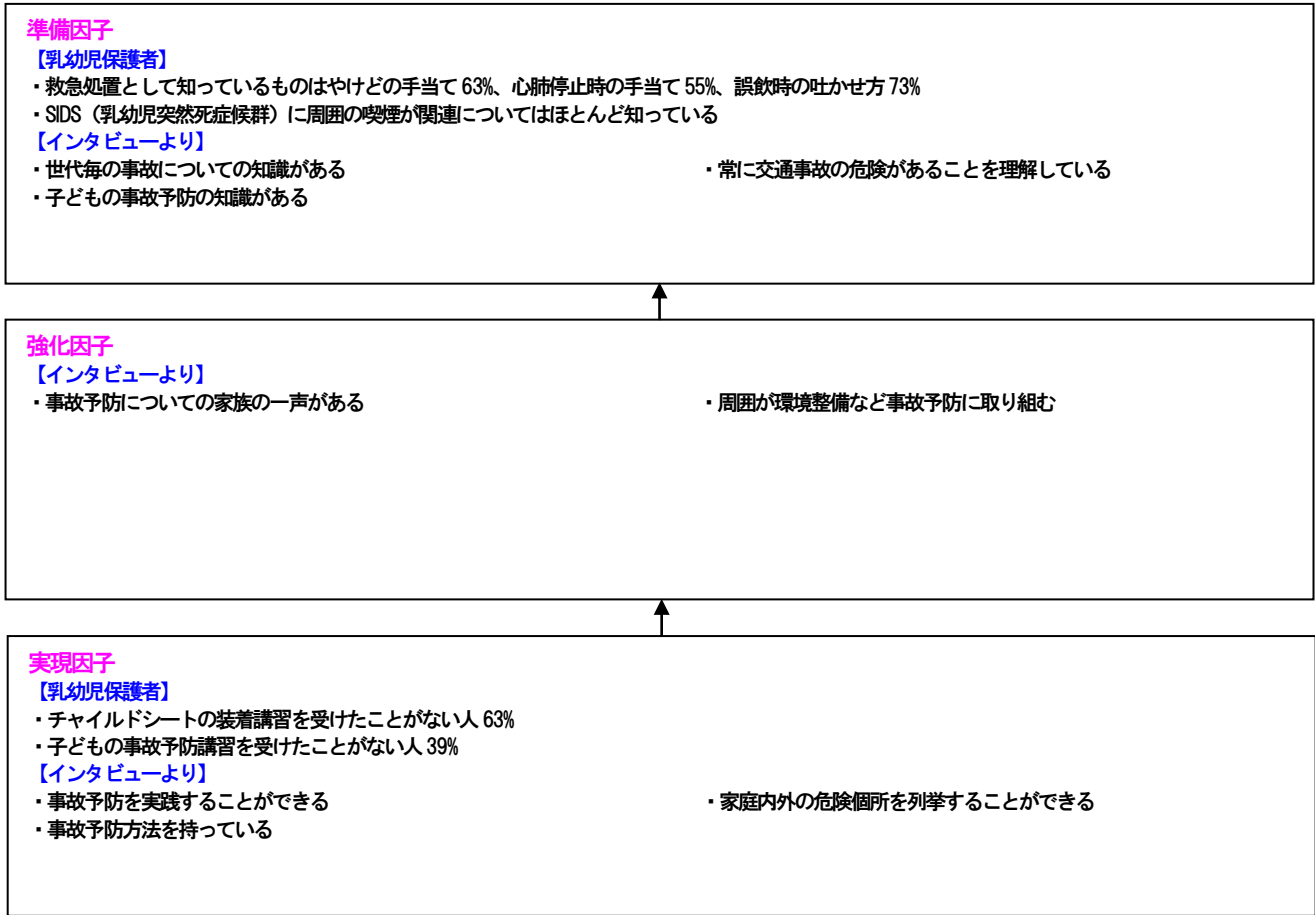 準備因子
【乳幼児保護者】
・救急処置として知っているものはやけどの手当て 63%、心肺停止時の手当て 55%、誤飲時の吐かせ方 73%
・SIDS（乳幼児突然死症候群）に周囲の喫煙が関連についてはほとんど知っている
【インタビューより】
・世代毎の事故についての知識がある ・常に交通事故の危険があることを理解している
・子どもの事故予防の知識がある
強化因子
【インタビューより】
・事故予防についての家族の一声がある ・周囲が環境整備など事故予防に取り組む
実現因子
【乳幼児保護者】
・チャイルドシートの装着講習を受けたことがない人 63%
・子どもの事故予防講習を受けたことがない人 39%
【インタビューより】
・事故予防を実践することができる ・家庭内外の危険個所を列挙することができる
・事故予防方法を持っている